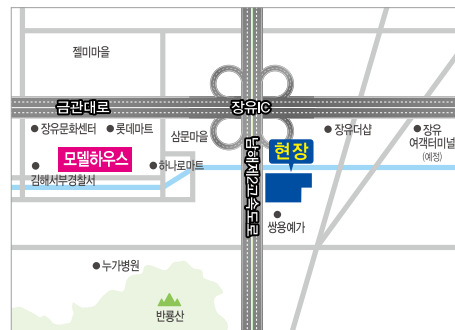 젤미마을
금관대로
장유IC
장유문화센터
롯데마트
삼문마을
장유더샵
장유
여객터미널
(예정)
모델하우스
하나로마트
현장
김해서부경찰서
남해제2고속도로
쌍용예가
누가병원
반룡산